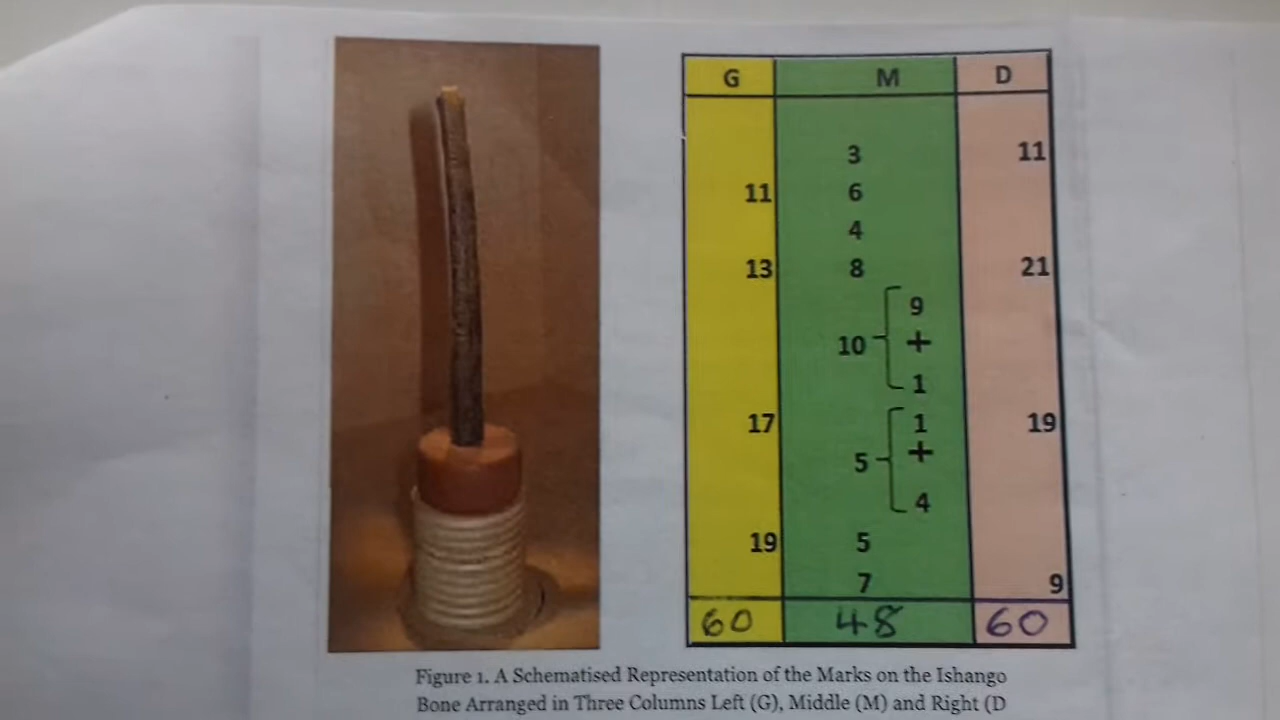 G M D
3 11
11 6
4
13 8 21
9
10 +
1
17 1 19
+
5
4
19 5
7 9
60 48 60
Figure 1. A Schematised Representation of the Marks on the Ishango
Bone Arranged in Three Columns Left (G), Middle (M) and Right (D